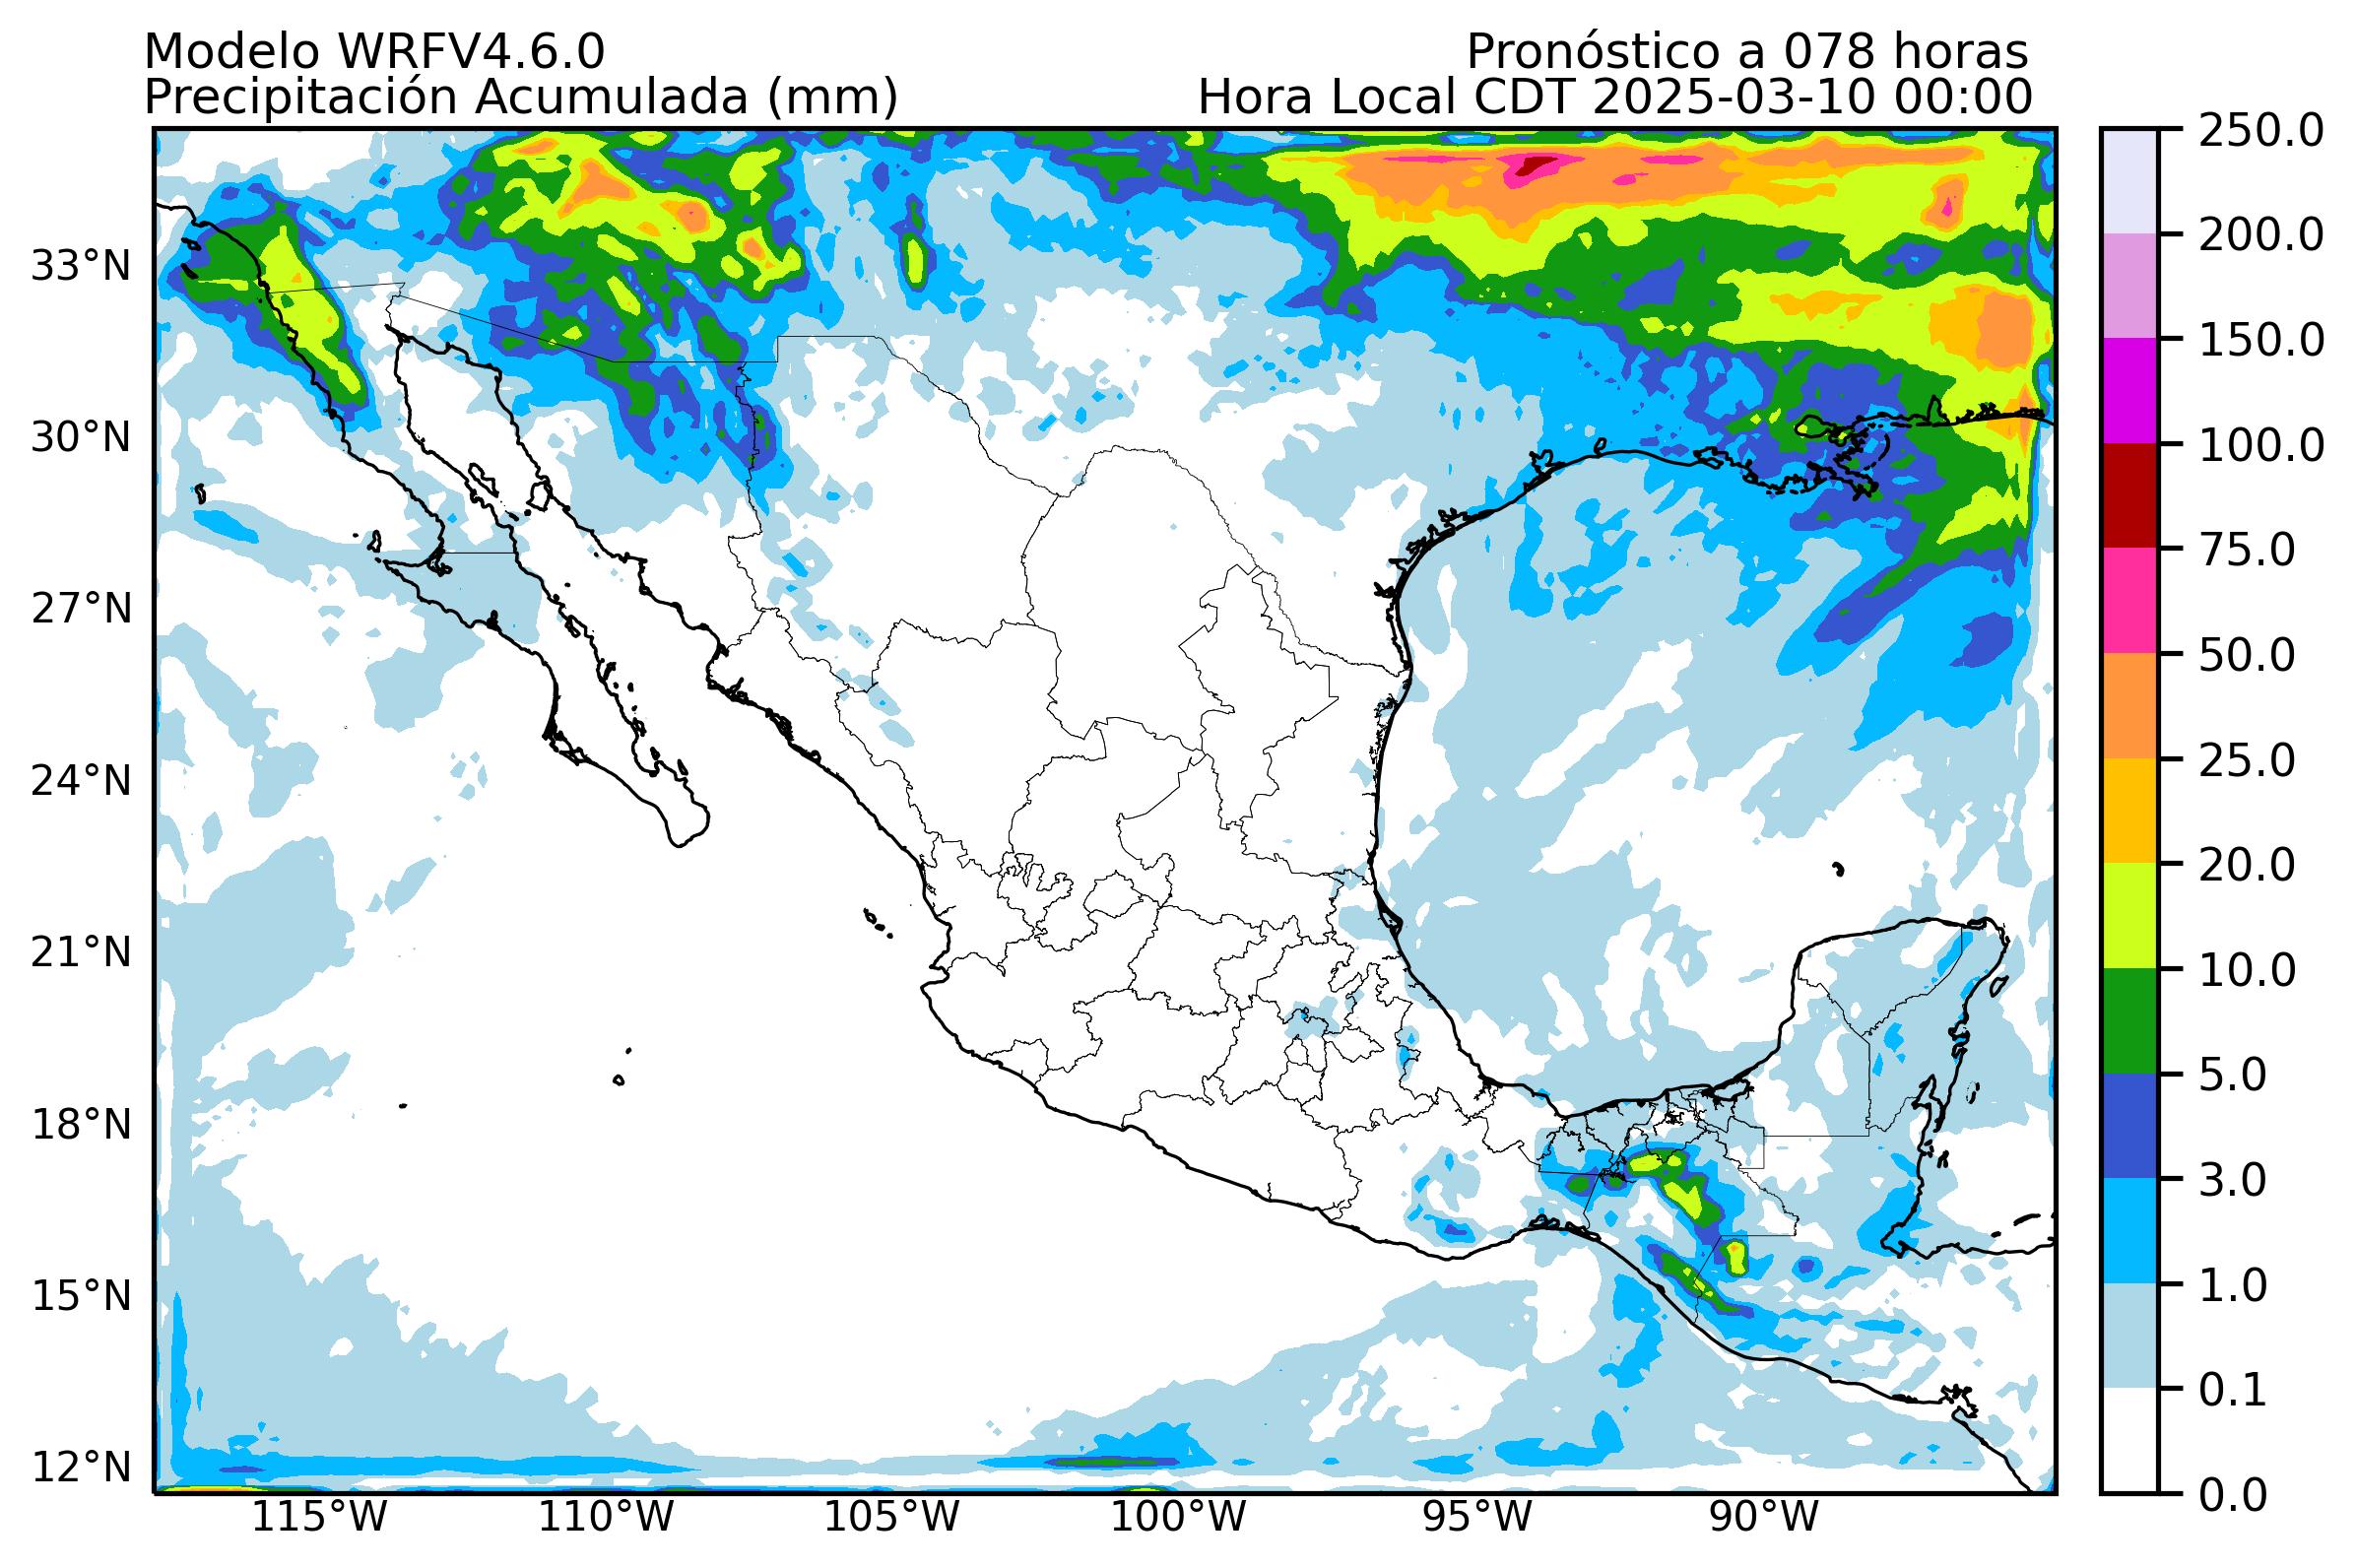 Modelo WRFV4.6.0
Pronóstico a 078 horas
Precipitación Acumulada (mm)
Hora Local CDT 2025-03-10 00:00
33°N
30°N
27°N
24°N
21°N
18°N
15°N
12°N
115°W
110°W
105°W
100°W
95°W
90°W
250.0
200.0
150.0
100.0
75.0
50.0
25.0
20.0
10.0
5.0
3.0
1.0
0.1
0.0